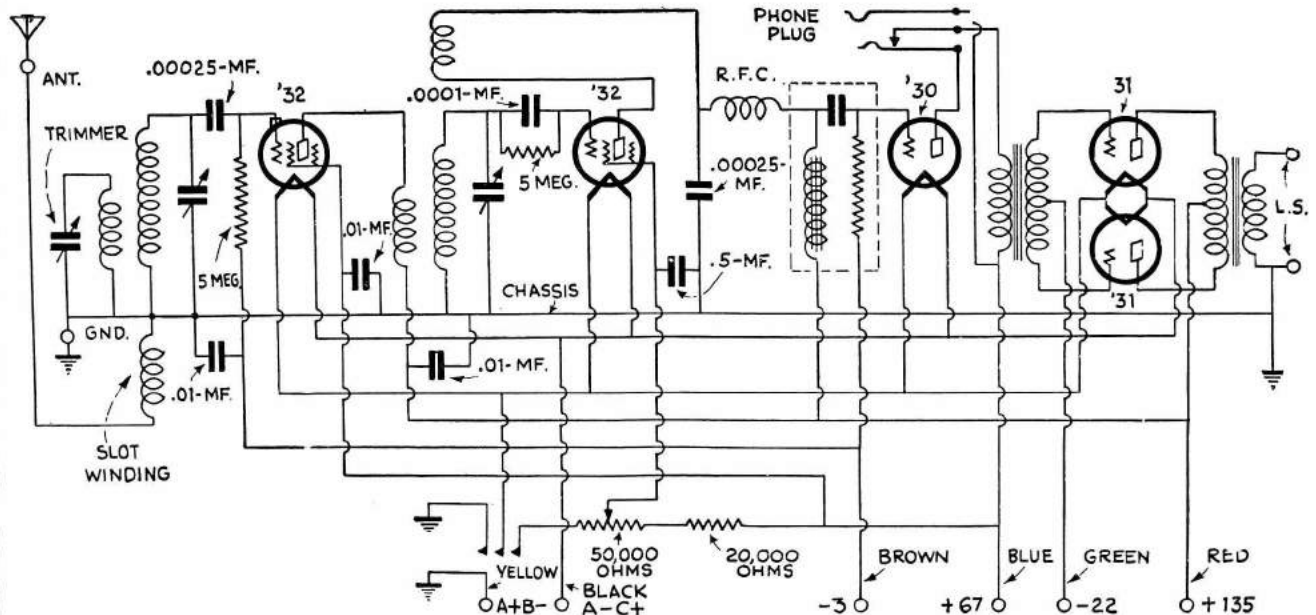 PHONE
PLUG
ANT.
.00025-MF.
'32
.0001-MF.
'32
R.F.C.
'30
31
TRIMMER
5 MEG.
.00025-
MF.
L.S.
.01-MF.
5 MEG.
.5-MF.
'31
CHASSIS
GND.
.01-MF.
.01-MF.
SLOT
WINDING
50,000
OHMS
20,000
OHMS
BROWN
BLUE
GREEN
RED
YELLOW
BLACK
A+B-
A-C+
-3
+67
-22
+135